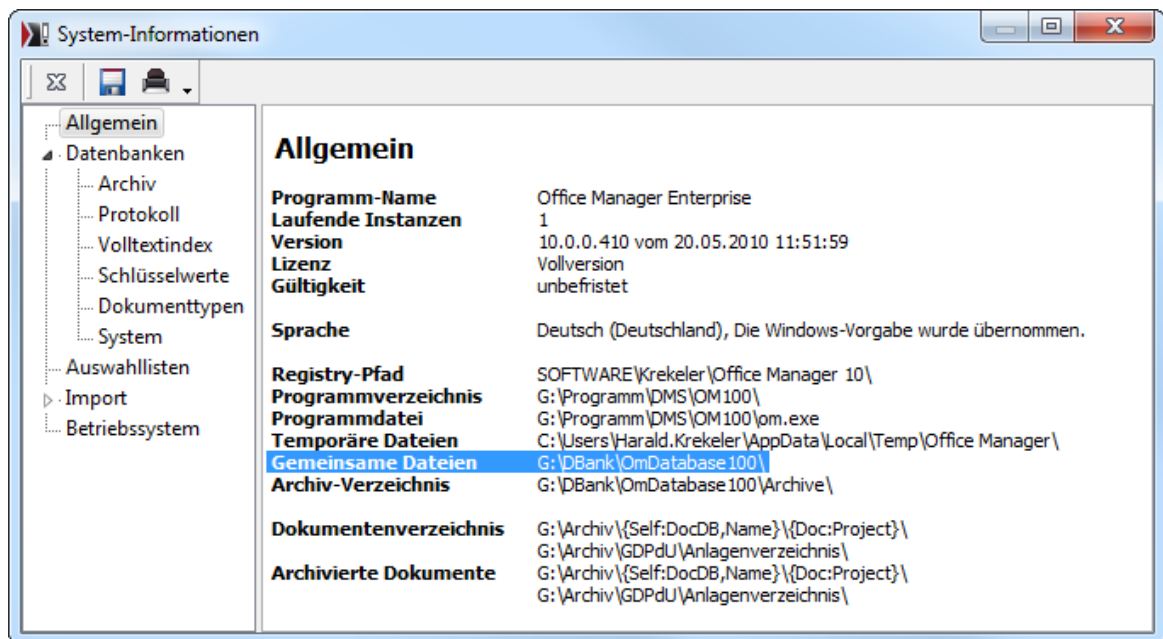 System-Informationen
Allgemein
Datenbanken
Archiv
Protokoll
Volltextindex
Schlüsselwerte
Dokumenttypen
System
Auswahllisten
Import
Betriebssystem
Allgemein
Programm-Name Office Manager Enterprise
Laufende Instanzen 1
Version 10.0.0.410 vom 20.05.2010 11:51:59
Lizenz Vollversion
Gültigkeit unbefristet
Sprache Deutsch (Deutschland), Die Windows-Vorgabe wurde übernommen.
Registry-Pfad SOFTWARE\Krekeler\Office Manager 10\
Programmverzeichnis G:\Programm\DMS\OM100\
Programmdatei G:\Programm\DMS\OM100\om.exe
Temporäre Dateien C:\Users\Harald.Krekeler\AppData\Local\Temp\Office Manager\
Gemeinsame Dateien G:\DBank\OmDatabase100\
Archiv-Verzeichnis G:\DBank\OmDatabase100\Archive\
Dokumentenverzeichnis G:\Archiv\{Self:DocDB,Name}\{Doc:Project}\
G:\Archiv\GDPdU\Anlagenverzeichnis\
Archivierte Dokumente G:\Archiv\{Self:DocDB,Name}\{Doc:Project}\
G:\Archiv\GDPdU\Anlagenverzeichnis\